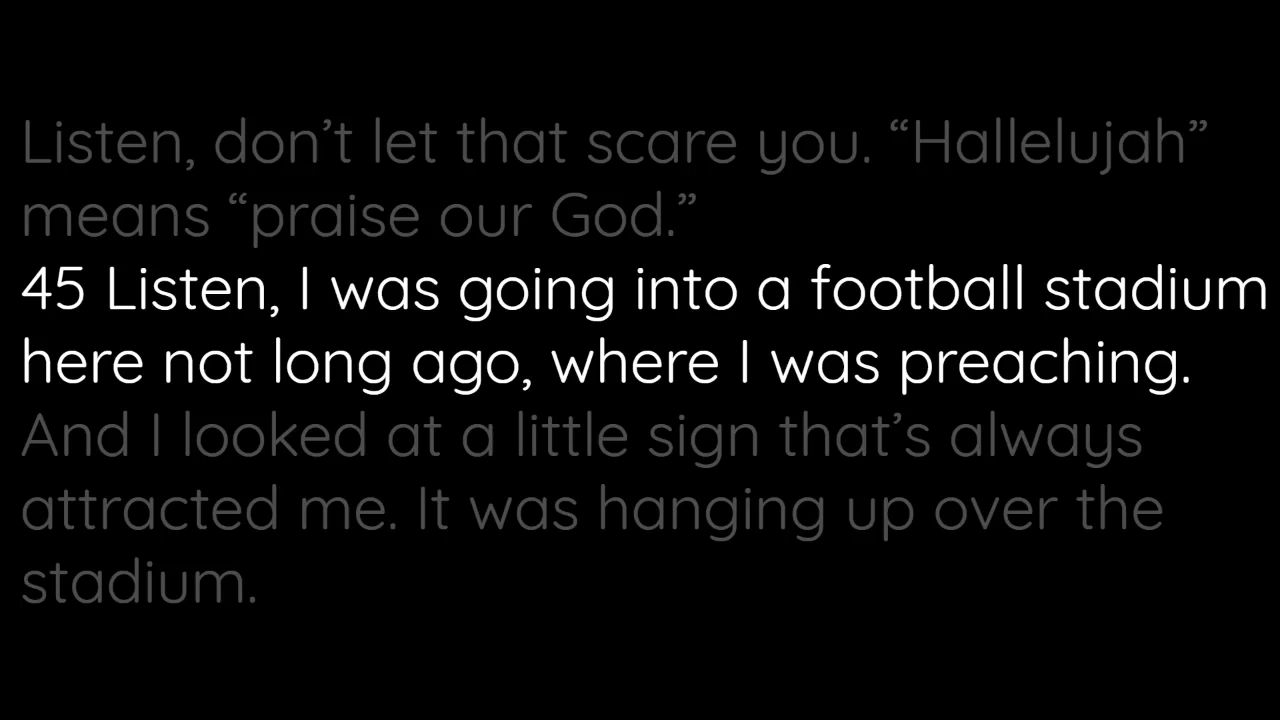 Listen, don’t let that scare you. “Hallelujah”
means “praise our God.”
45 Listen, I was going into a football stadium
here not long ago, where I was preaching.
And I looked at a little sign that’s always
attracted me. It was hanging up over the
stadium.